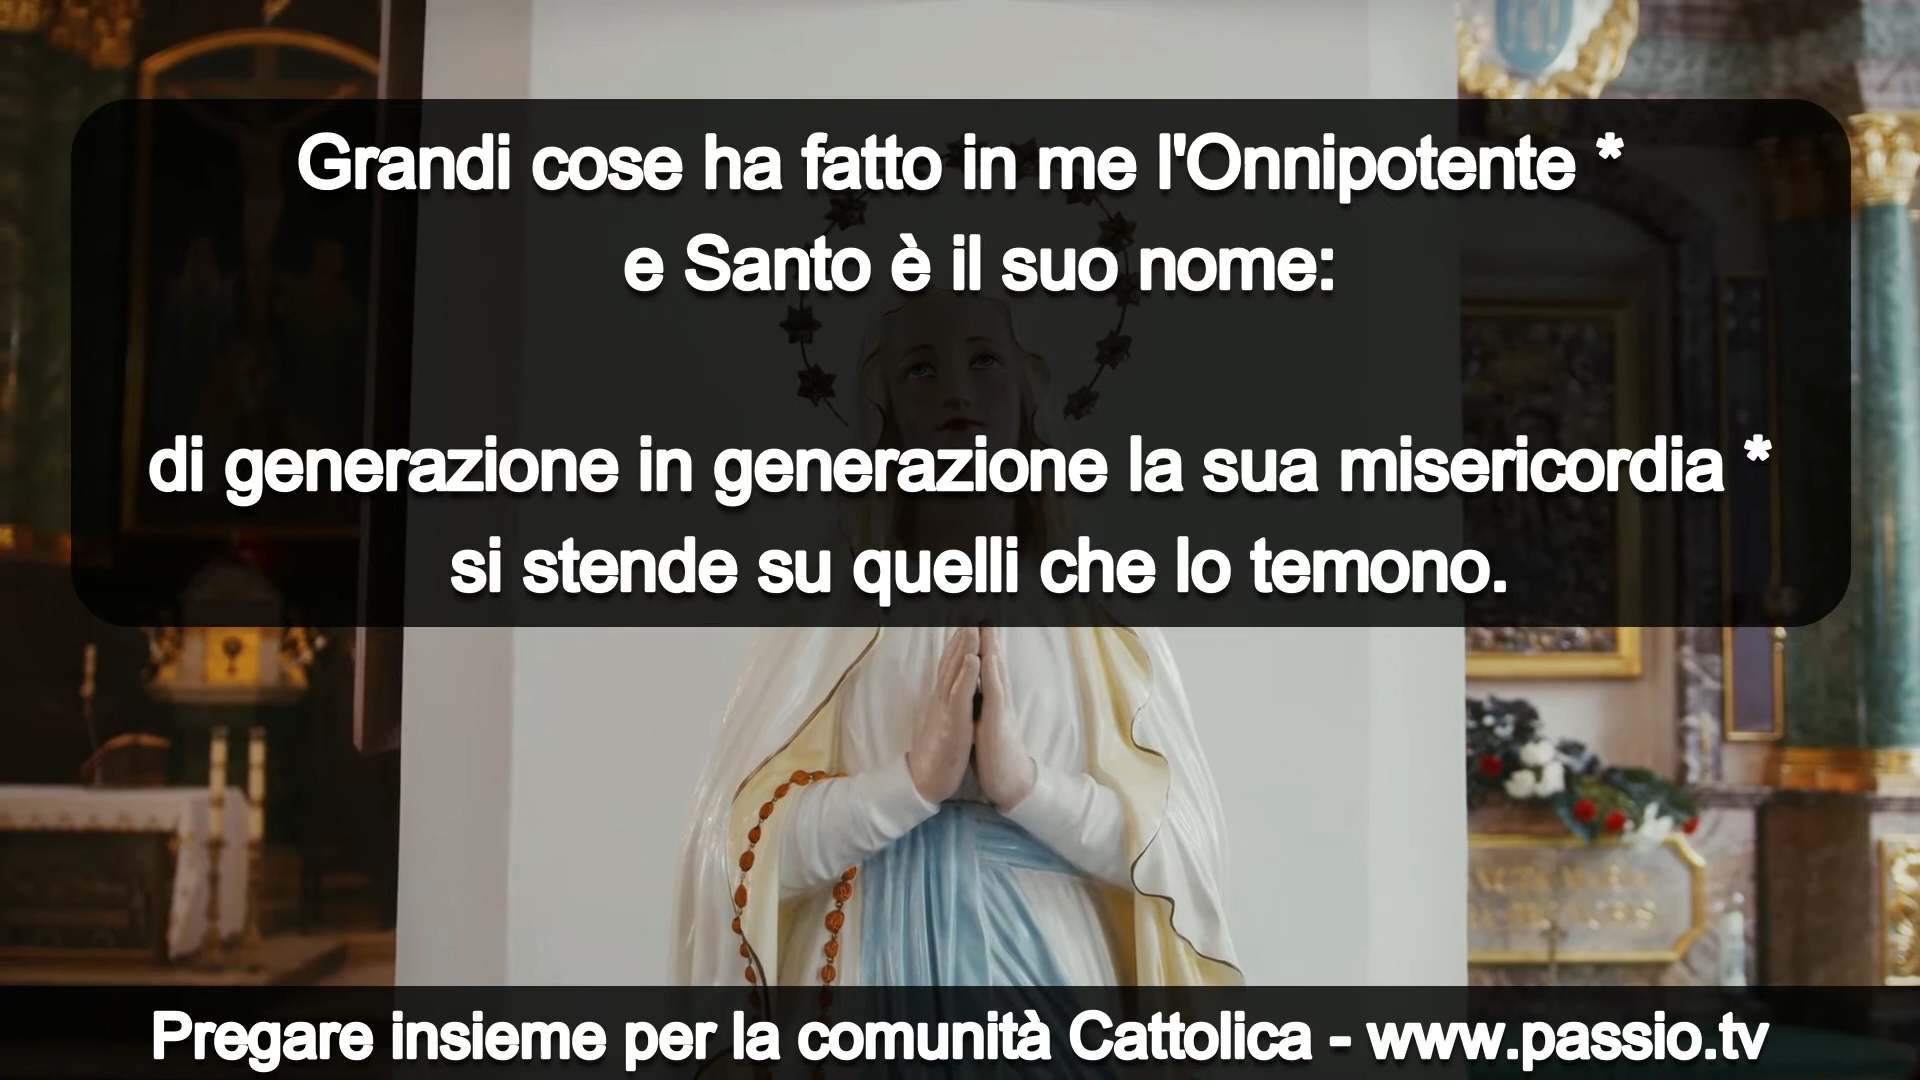 Grandi cose ha fatto in me l'Onnipotente *
e Santo è il suo nome:
di generazione in generazione la sua misericordia *
si stende su quelli che lo temono.
Pregare insieme per la comunità Cattolica - www.passio.tv